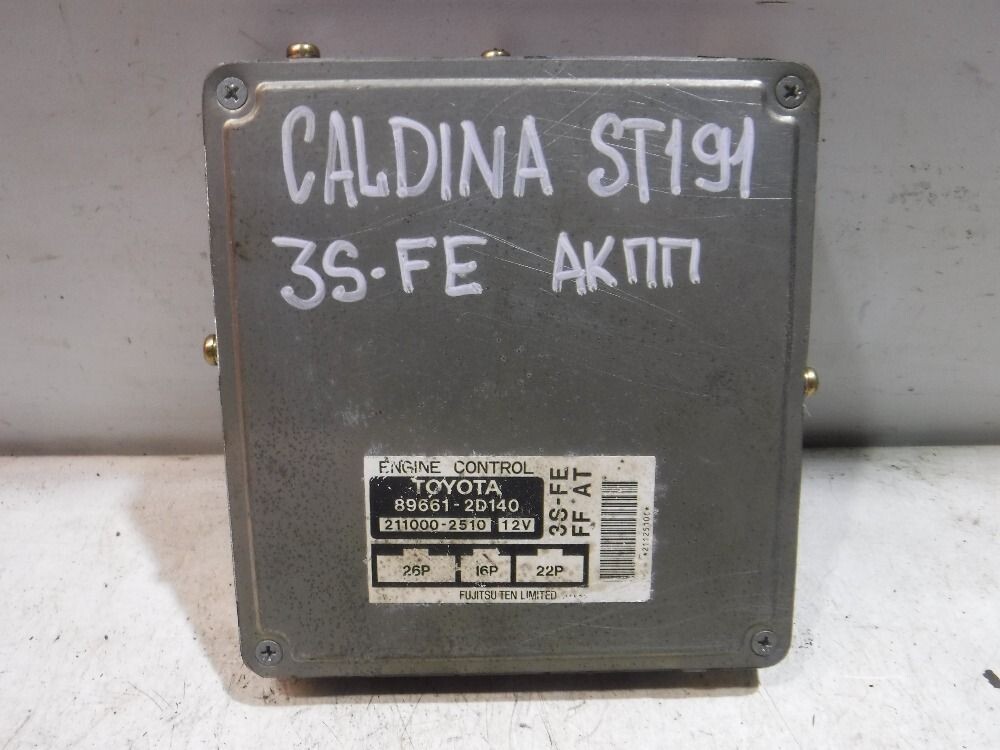 CALDINA ST191
3S-FE АКПП
ENGINE CONTROL
TOYOTA
89661-2D140
211000-2510 12V
3S-FE
FF AT
26P 16P 22P
FUJITSU TEN LIMITED